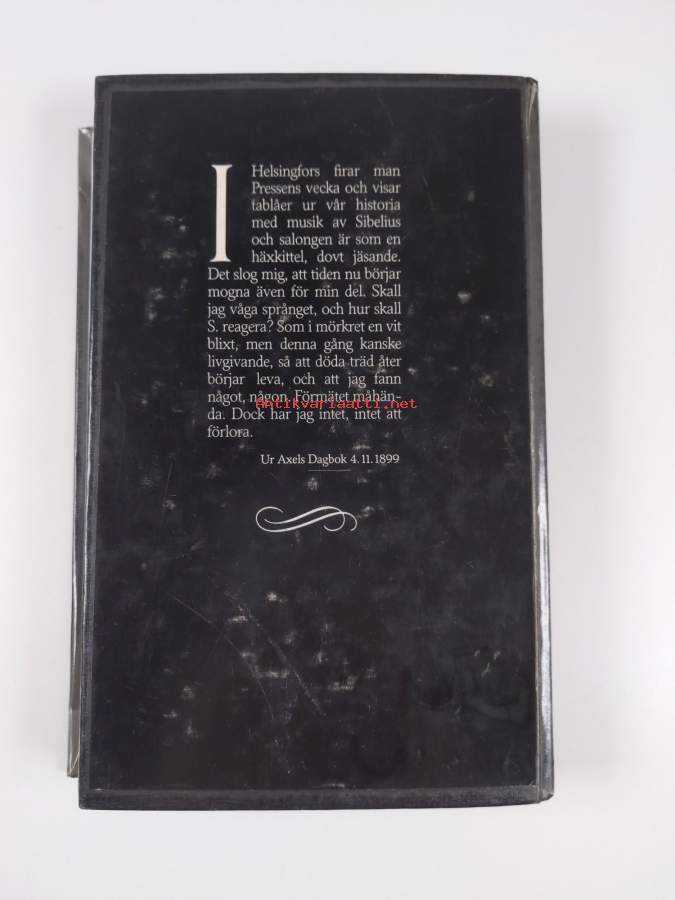 I Helsingfors firar man
Pressens vecka och visar
tablåer ur vår historia
med musik av Sibelius
och salongen är som en
häxkittel, dovt jäsande.
Det slog mig, att tiden nu börjar
mogna även för min del. Skall
jag våga språnget, och hur skall
S. reagera? Som i mörkret en vit
blixt, men denna gång kanske
livgivande, så att döda träd åter
börjar leva, och att jag fann
något, någon. Förmätet måhän-
Antikvariaatti.net
da. Dock har jag intet, intet att
förlora.
Ur Axels Dagbok 4.11.1899